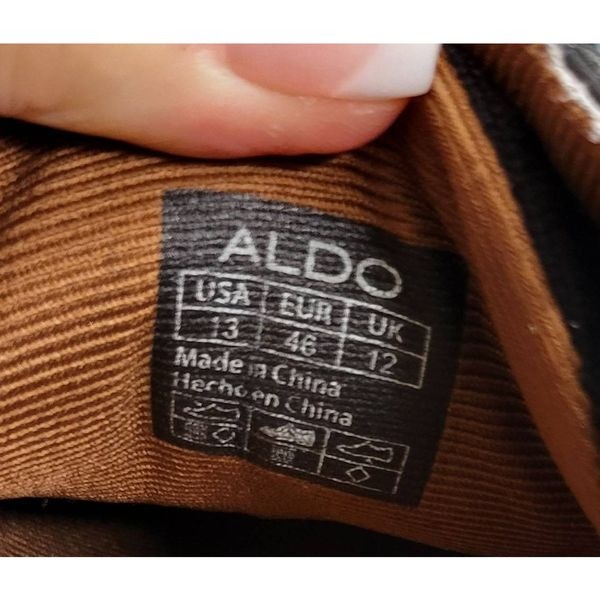 ALDO
USA EUR UK
13 46 12
Made in China
Hecho en China